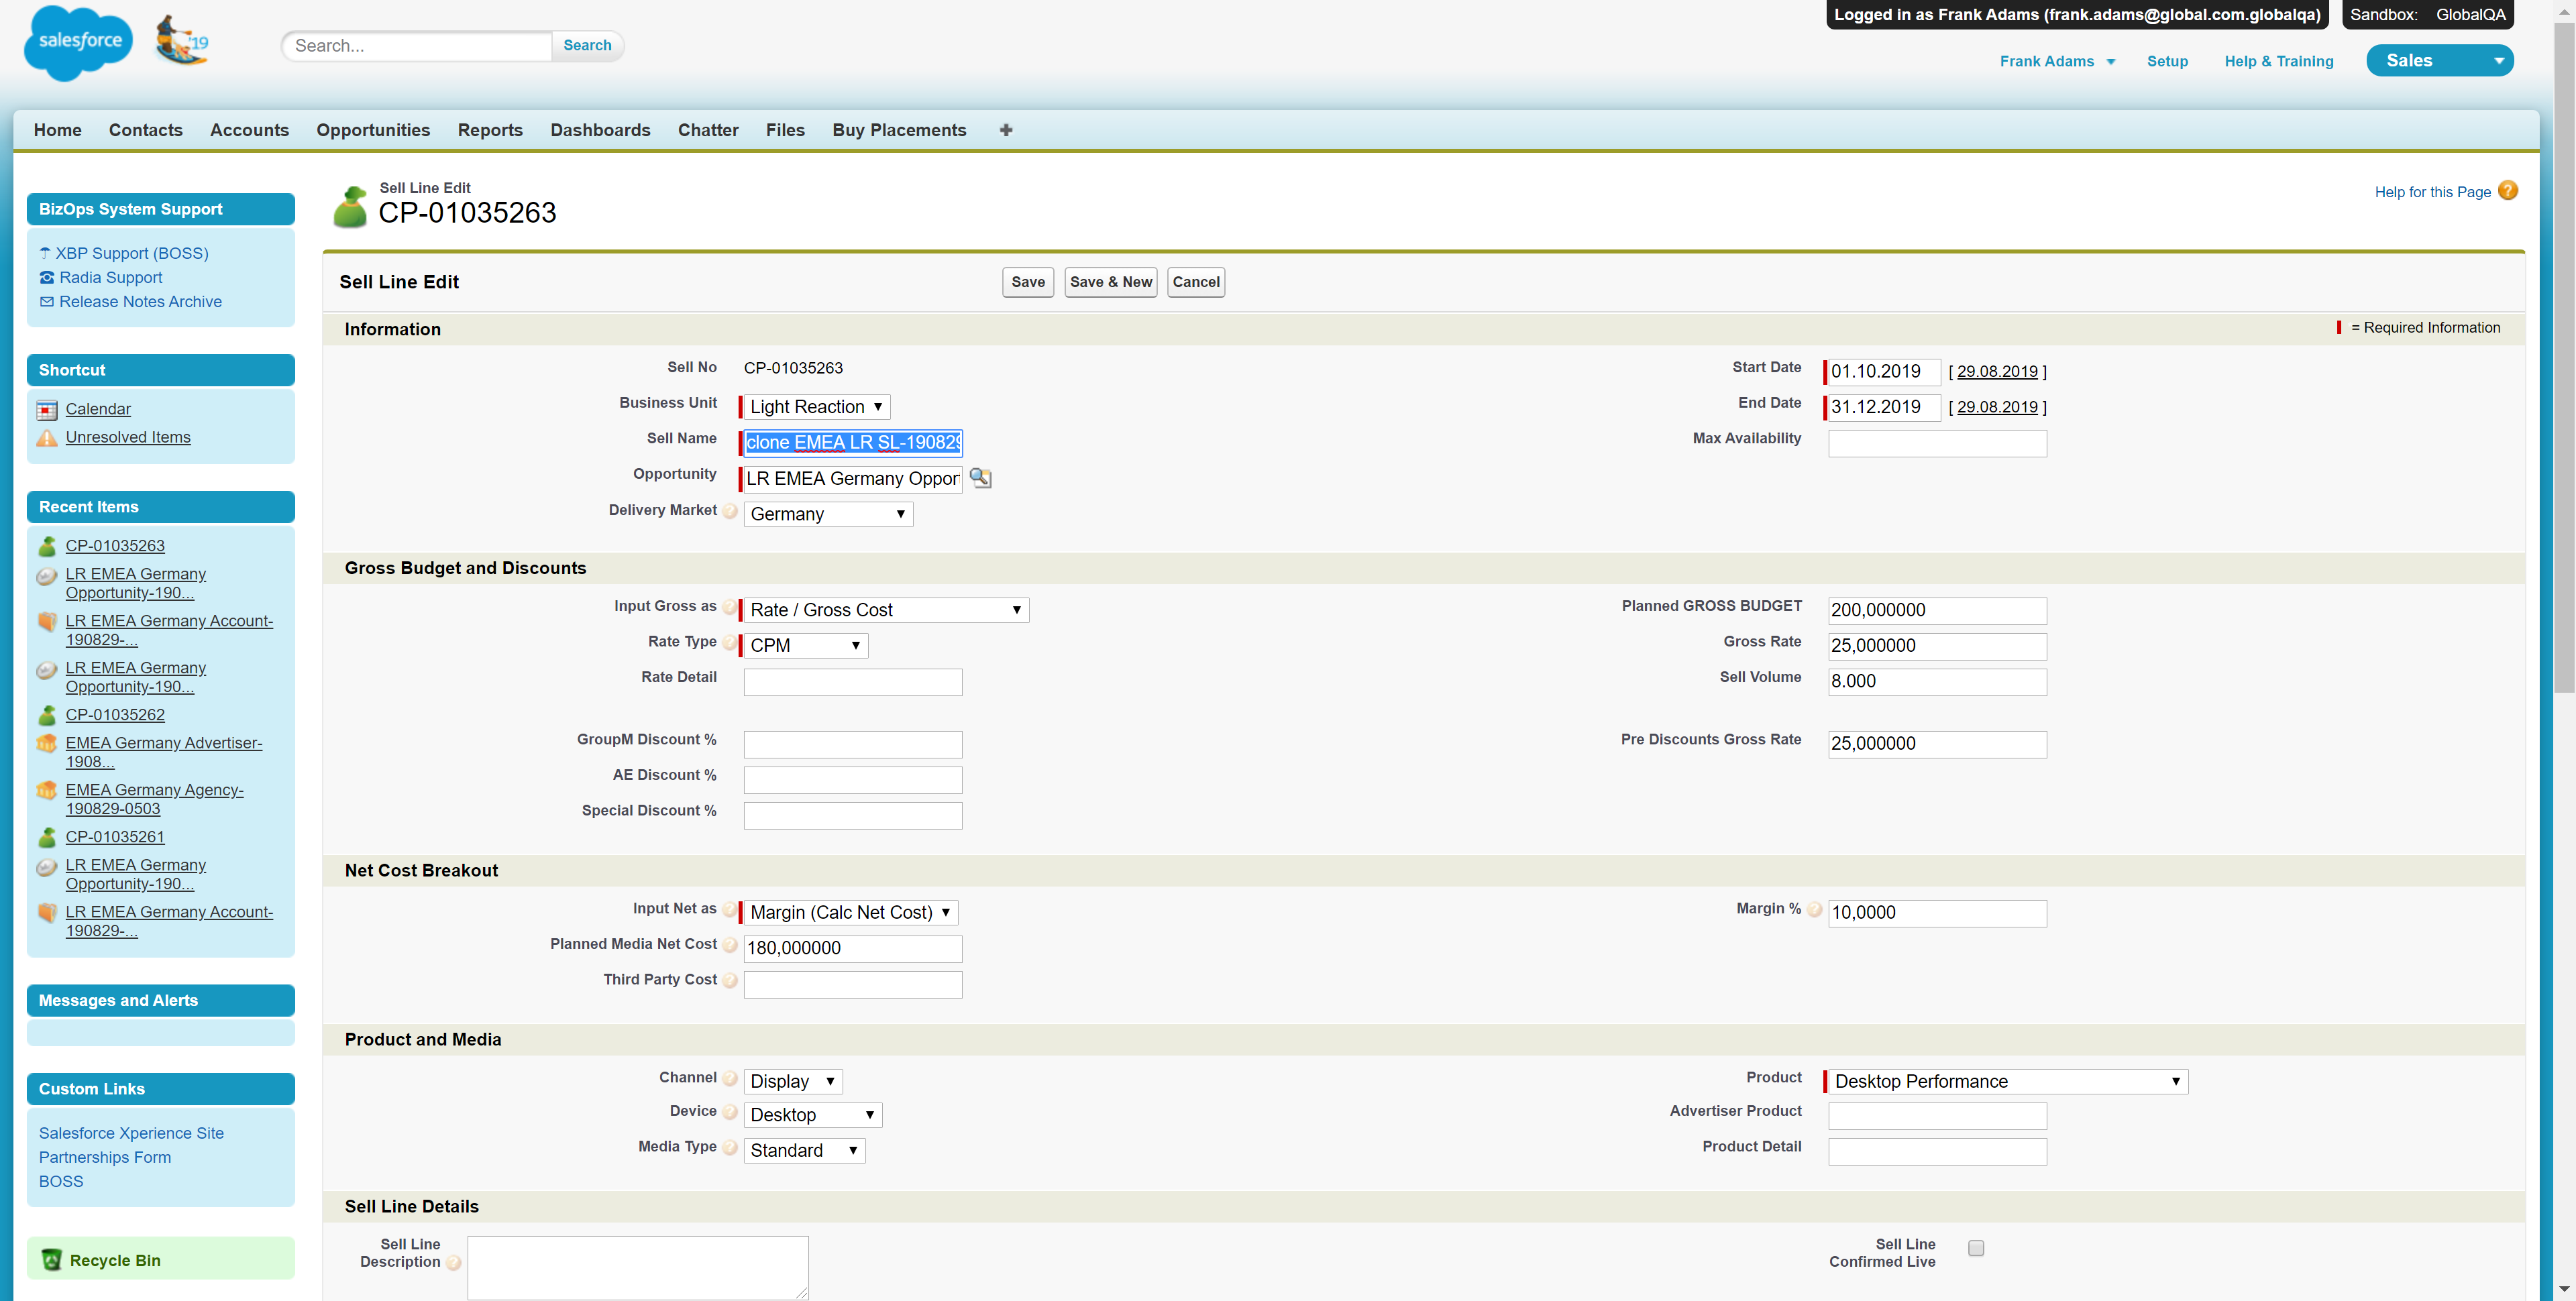 salesforce
'19
Search...
Search
Logged in as Frank Adams (frank.adams@global.com.globalqa)
Sandbox: GlobalQA
Frank Adams
Setup
Help & Training
Sales
Home Contacts Accounts Opportunities Reports Dashboards Chatter Files Buy Placements
BizOps System Support
XBP Support (BOSS)
Radia Support
Release Notes Archive
Shortcut
Calendar
Unresolved Items
Recent Items
CP-01035263
LR EMEA Germany
Opportunity-190...
LR EMEA Germany Account-
190829-...
LR EMEA Germany
Opportunity-190...
CP-01035262
EMEA Germany Advertiser-
1908...
EMEA Germany Agency-
190829-0503
CP-01035261
LR EMEA Germany
Opportunity-190...
LR EMEA Germany Account-
190829-...
Messages and Alerts
Custom Links
Salesforce Xperience Site
Partnerships Form
BOSS
Recycle Bin
Sell Line Edit
CP-01035263
Help for this Page
Sell Line Edit
Save
Save & New
Cancel
Information
= Required Information
Sell No CP-01035263
Start Date 01.10.2019 [ 29.08.2019 ]
Business Unit Light Reaction
End Date 31.12.2019 [ 29.08.2019 ]
Sell Name clone EMEA LR SL-190829
Max Availability
Opportunity LR EMEA Germany Oppor
Delivery Market Germany
Gross Budget and Discounts
Input Gross as Rate / Gross Cost
Planned GROSS BUDGET 200,000000
Rate Type CPM
Gross Rate 25,000000
Rate Detail
Sell Volume 8.000
GroupM Discount %
Pre Discounts Gross Rate 25,000000
AE Discount %
Special Discount %
Net Cost Breakout
Input Net as Margin (Calc Net Cost)
Margin % 10,0000
Planned Media Net Cost 180,000000
Third Party Cost
Product and Media
Channel Display
Product Desktop Performance
Device Desktop
Advertiser Product
Media Type Standard
Product Detail
Sell Line Details
Sell Line
Description
Sell Line
Confirmed Live